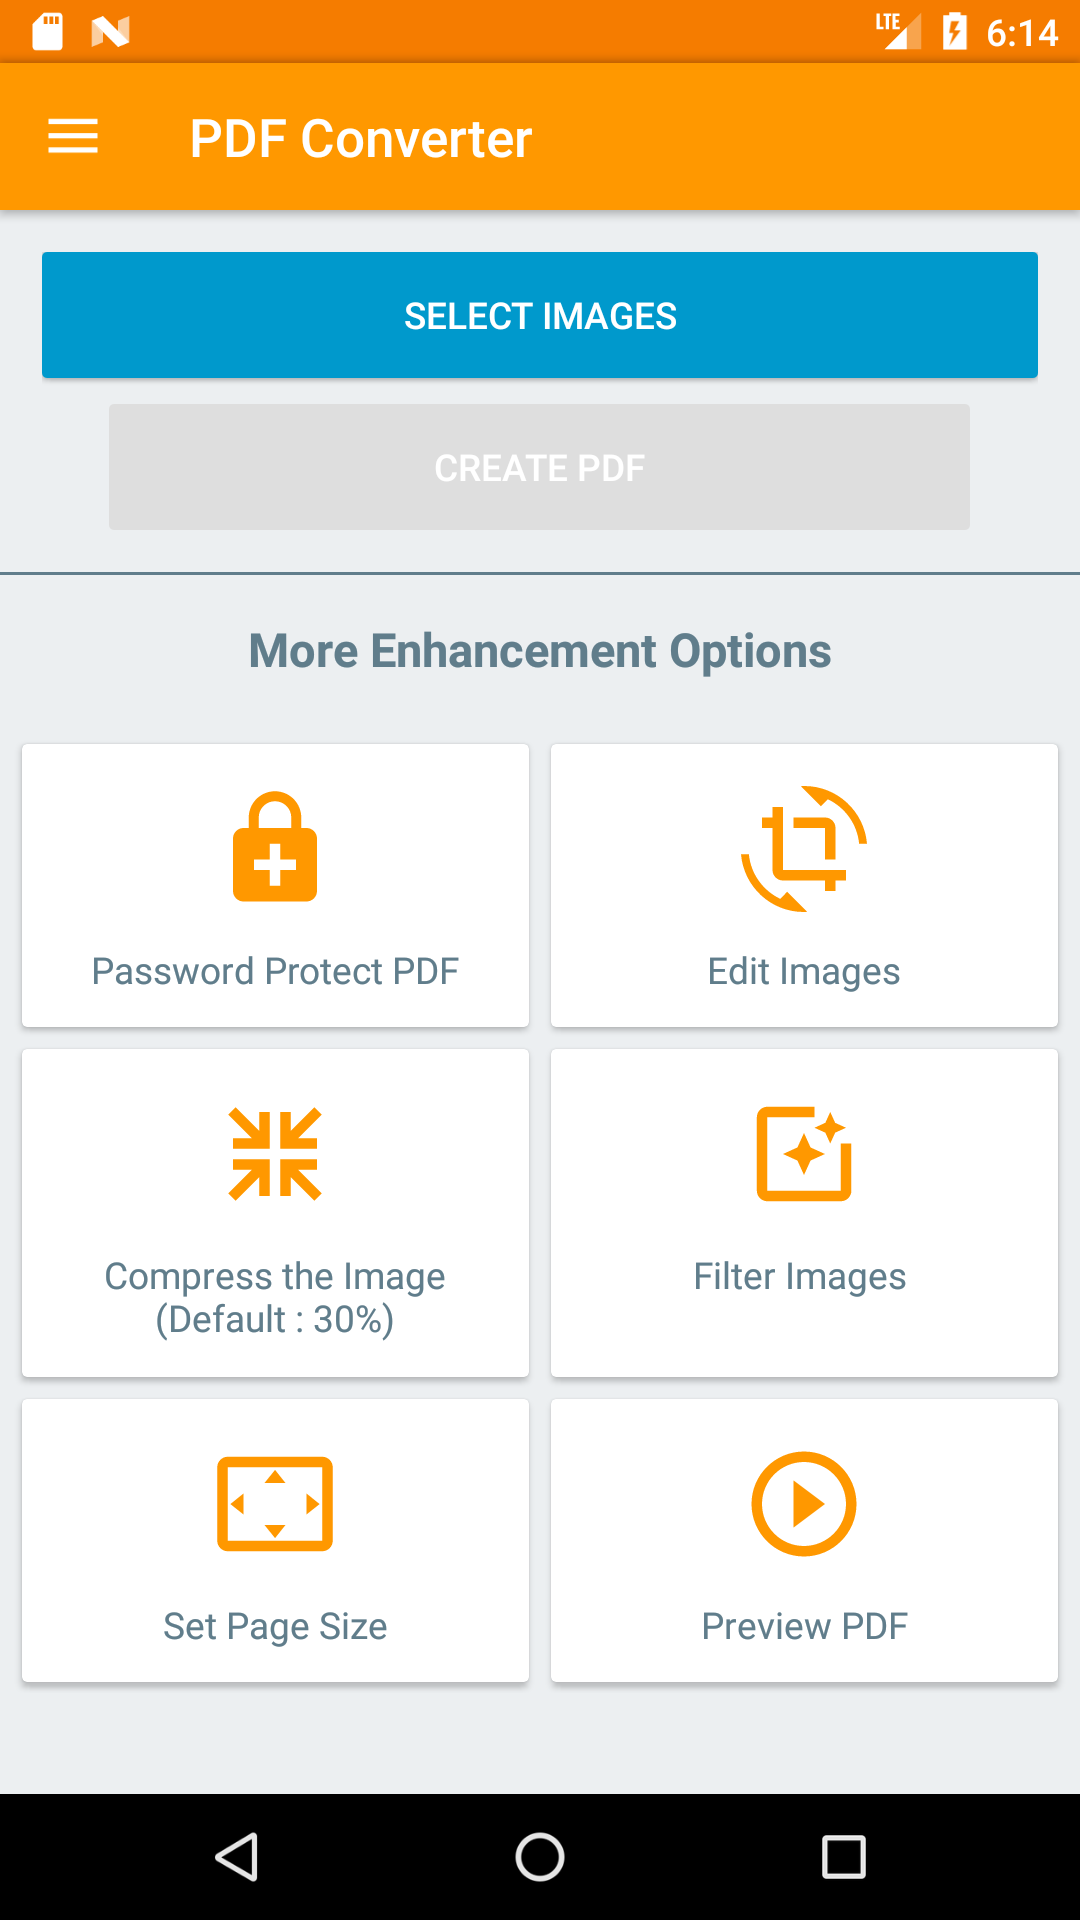 LTE 6:14
PDF Converter
SELECT IMAGES
CREATE PDF
More Enhancement Options
Password Protect PDF
Edit Images
Compress the Image
(Default : 30%)
Filter Images
Set Page Size
Preview PDF